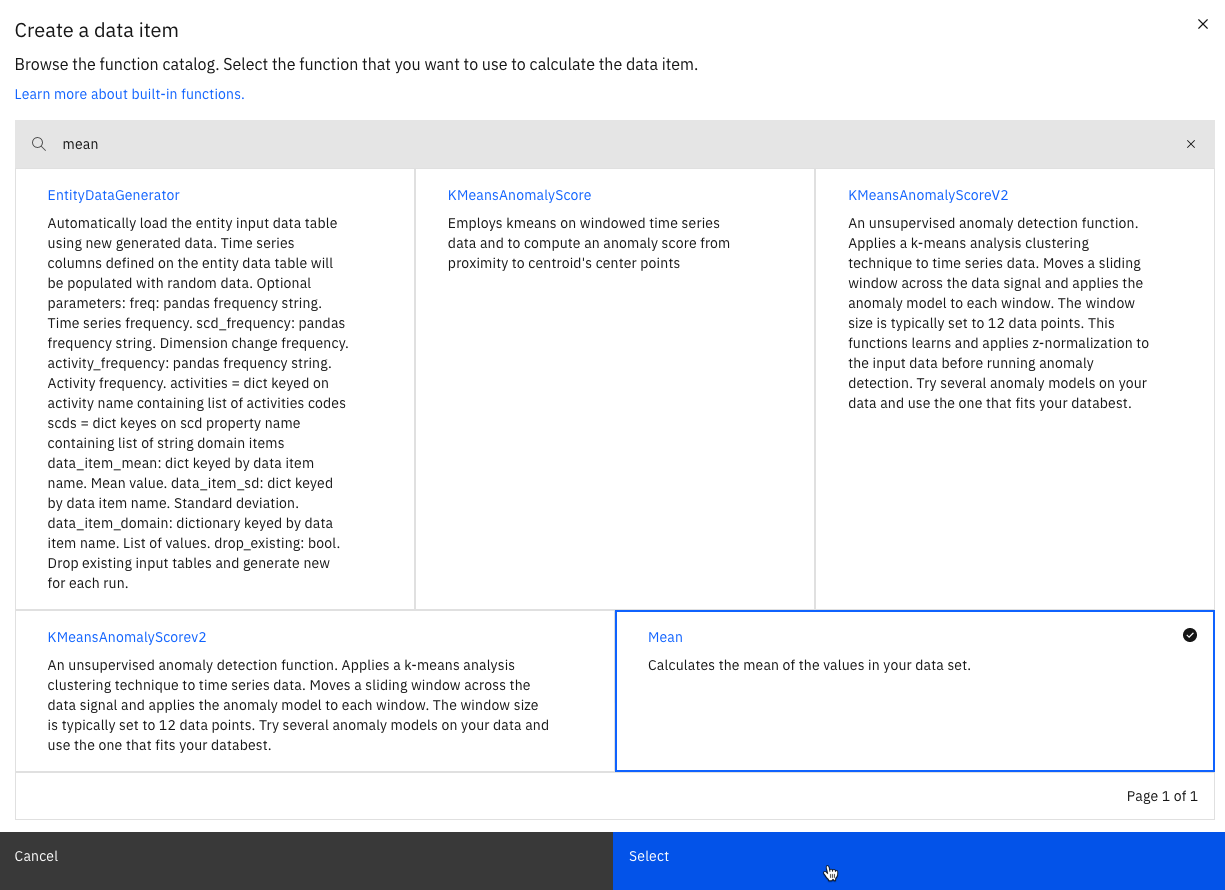 Create a data item
Browse the function catalog. Select the function that you want to use to calculate the data item.
Learn more about built-in functions.
mean
EntityDataGenerator
Automatically load the entity input data table
using new generated data. Time series
columns defined on the entity data table will
be populated with random data. Optional
parameters: freq: pandas frequency string.
Time series frequency. scd_frequency: pandas
frequency string. Dimension change frequency.
activity_frequency: pandas frequency string.
Activity frequency. activities = dict keyed on
activity name containing list of activities codes
scds = dict keyes on scd property name
containing list of string domain items
data_item_mean: dict keyed by data item
name. Mean value. data_item_sd: dict keyed
by data item name. Standard deviation.
data_item_domain: dictionary keyed by data
item name. List of values. drop_existing: bool.
Drop existing input tables and generate new
for each run.
KMeansAnomalyScore
Employs kmeans on windowed time series
data and to compute an anomaly score from
proximity to centroid's center points
KMeansAnomalyScoreV2
An unsupervised anomaly detection function.
Applies a k-means analysis clustering
technique to time series data. Moves a sliding
window across the data signal and applies the
anomaly model to each window. The window
size is typically set to 12 data points. This
functions learns and applies z-normalization to
the input data before running anomaly
detection. Try several anomaly models on your
data and use the one that fits your databest.
KMeansAnomalyScorev2
An unsupervised anomaly detection function. Applies a k-means analysis
clustering technique to time series data. Moves a sliding window across the
data signal and applies the anomaly model to each window. The window size
is typically set to 12 data points. Try several anomaly models on your data and
use the one that fits your databest.
Mean
Calculates the mean of the values in your data set.
Page 1 of 1
Cancel
Select